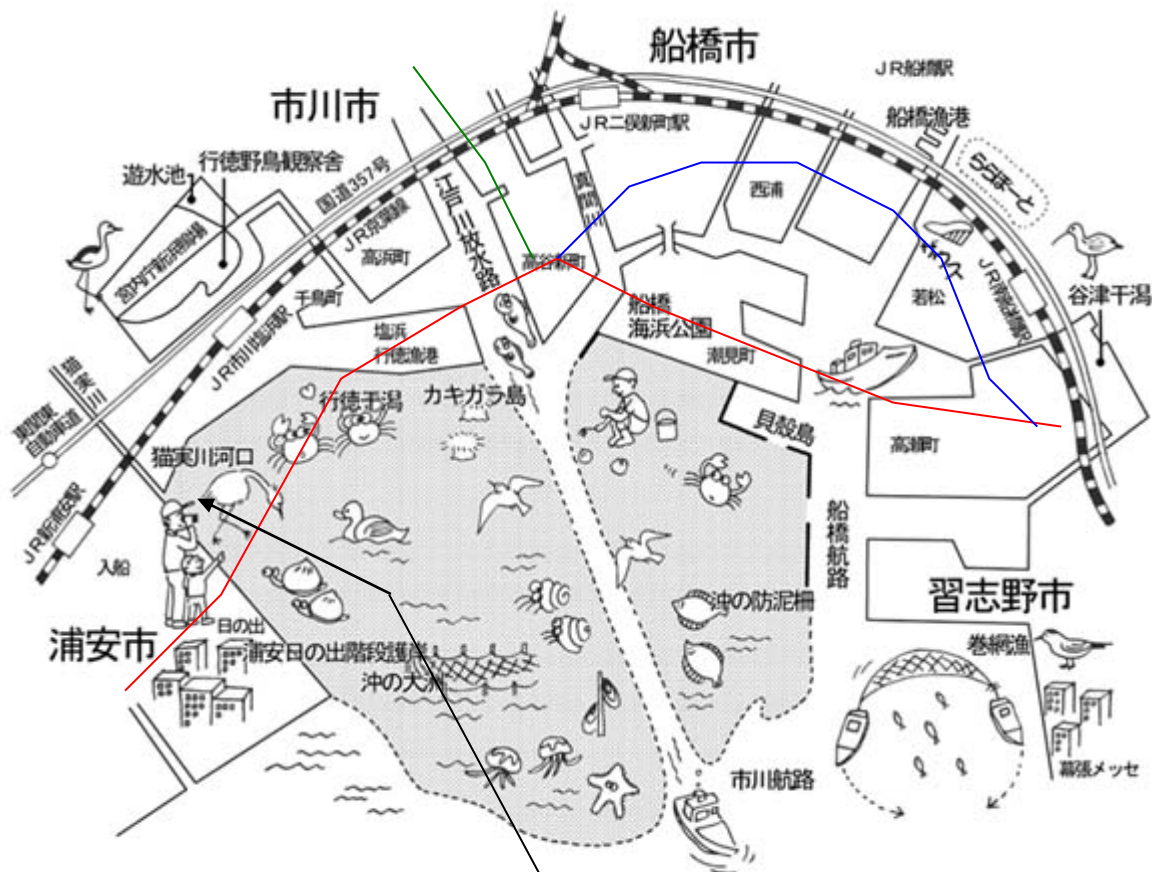 船橋市
JR船橋駅
市川市
船橋漁港
JR二俣新町駅
行徳野鳥観察舎
遊水池
国道357号
ららぽーと
江戸川放水路
真間川
西浦
JR京葉線
高浜町
高谷新町
宮内庁新浜鴨場
千鳥町
若松
JR南船橋駅
谷津干潟
船橋
海浜公園
塩浜
行徳漁港
潮見町
JR市川塩浜駅
猫実川
東関東
自動車道
行徳干潟
カキガラ島
貝殻島
高瀬町
猫実川河口
JR新浦安駅
船橋航路
入船
習志野市
沖の防泥柵
日の出
浦安市
浦安日の出階段護岸
巻網漁
沖の大洲
市川航路
幕張メッセ